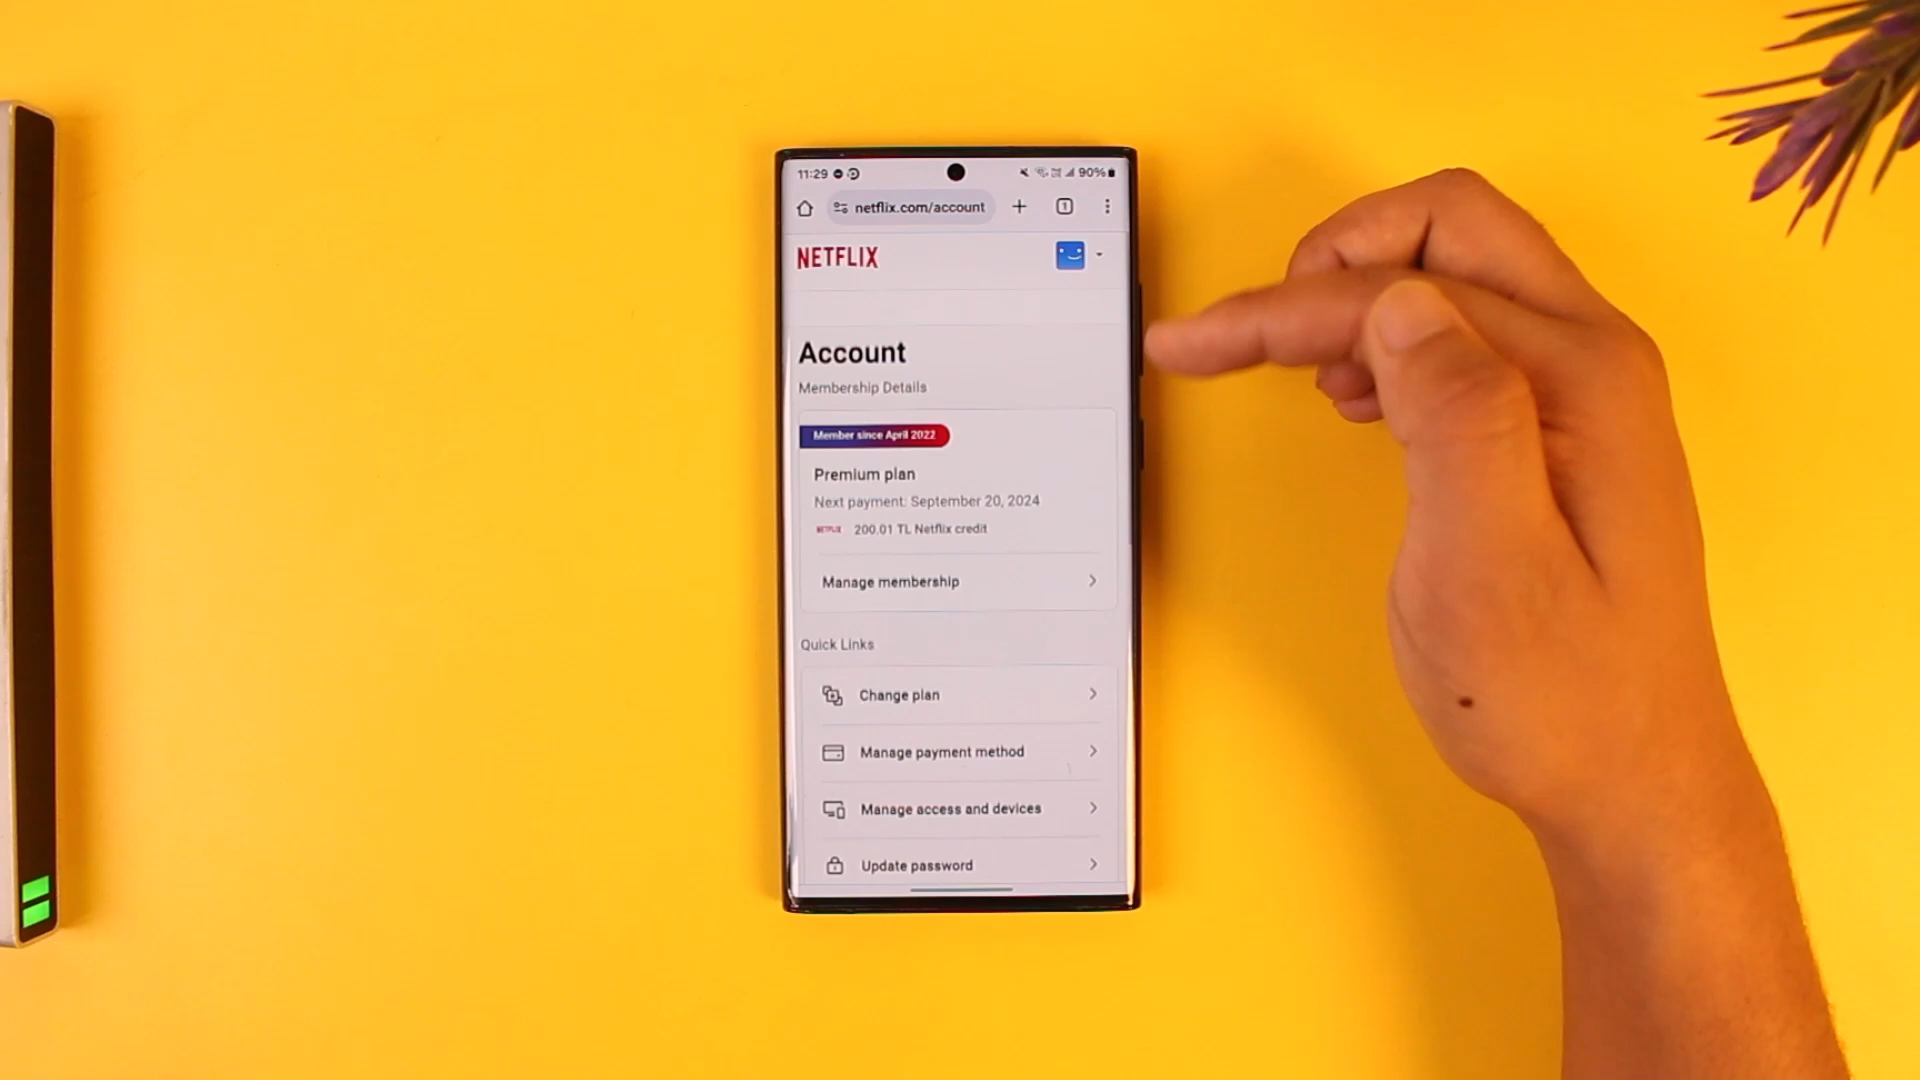 11:29 90%
netflix.com/account 1
NETFLIX
Account
Membership Details
Member since April 2022
Premium plan
Next payment: September 20, 2024
NETFLIX 200.01 TL Netflix credit
Manage membership
Quick Links
Change plan
Manage payment method
Manage access and devices
Update password